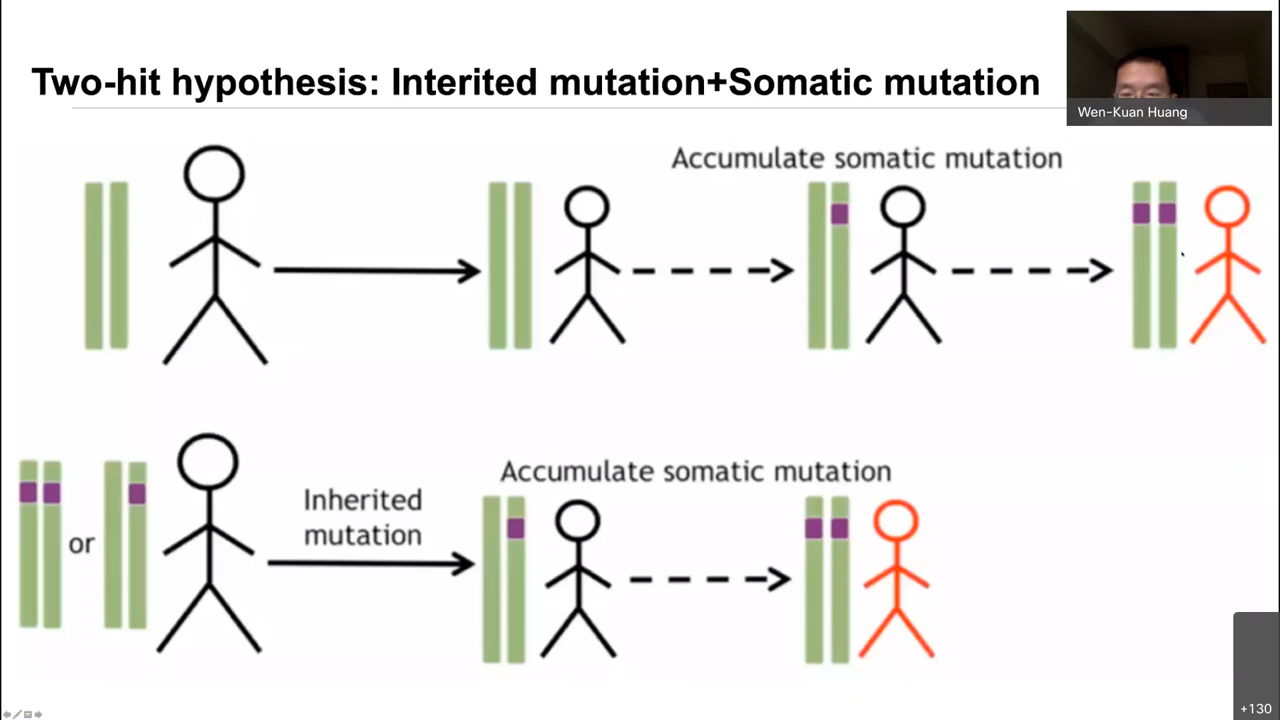 Two-hit hypothesis: Interited mutation+Somatic mutation
Wen-Kuan Huang
Accumulate somatic mutation
Accumulate somatic mutation
Inherited
mutation
or
+130